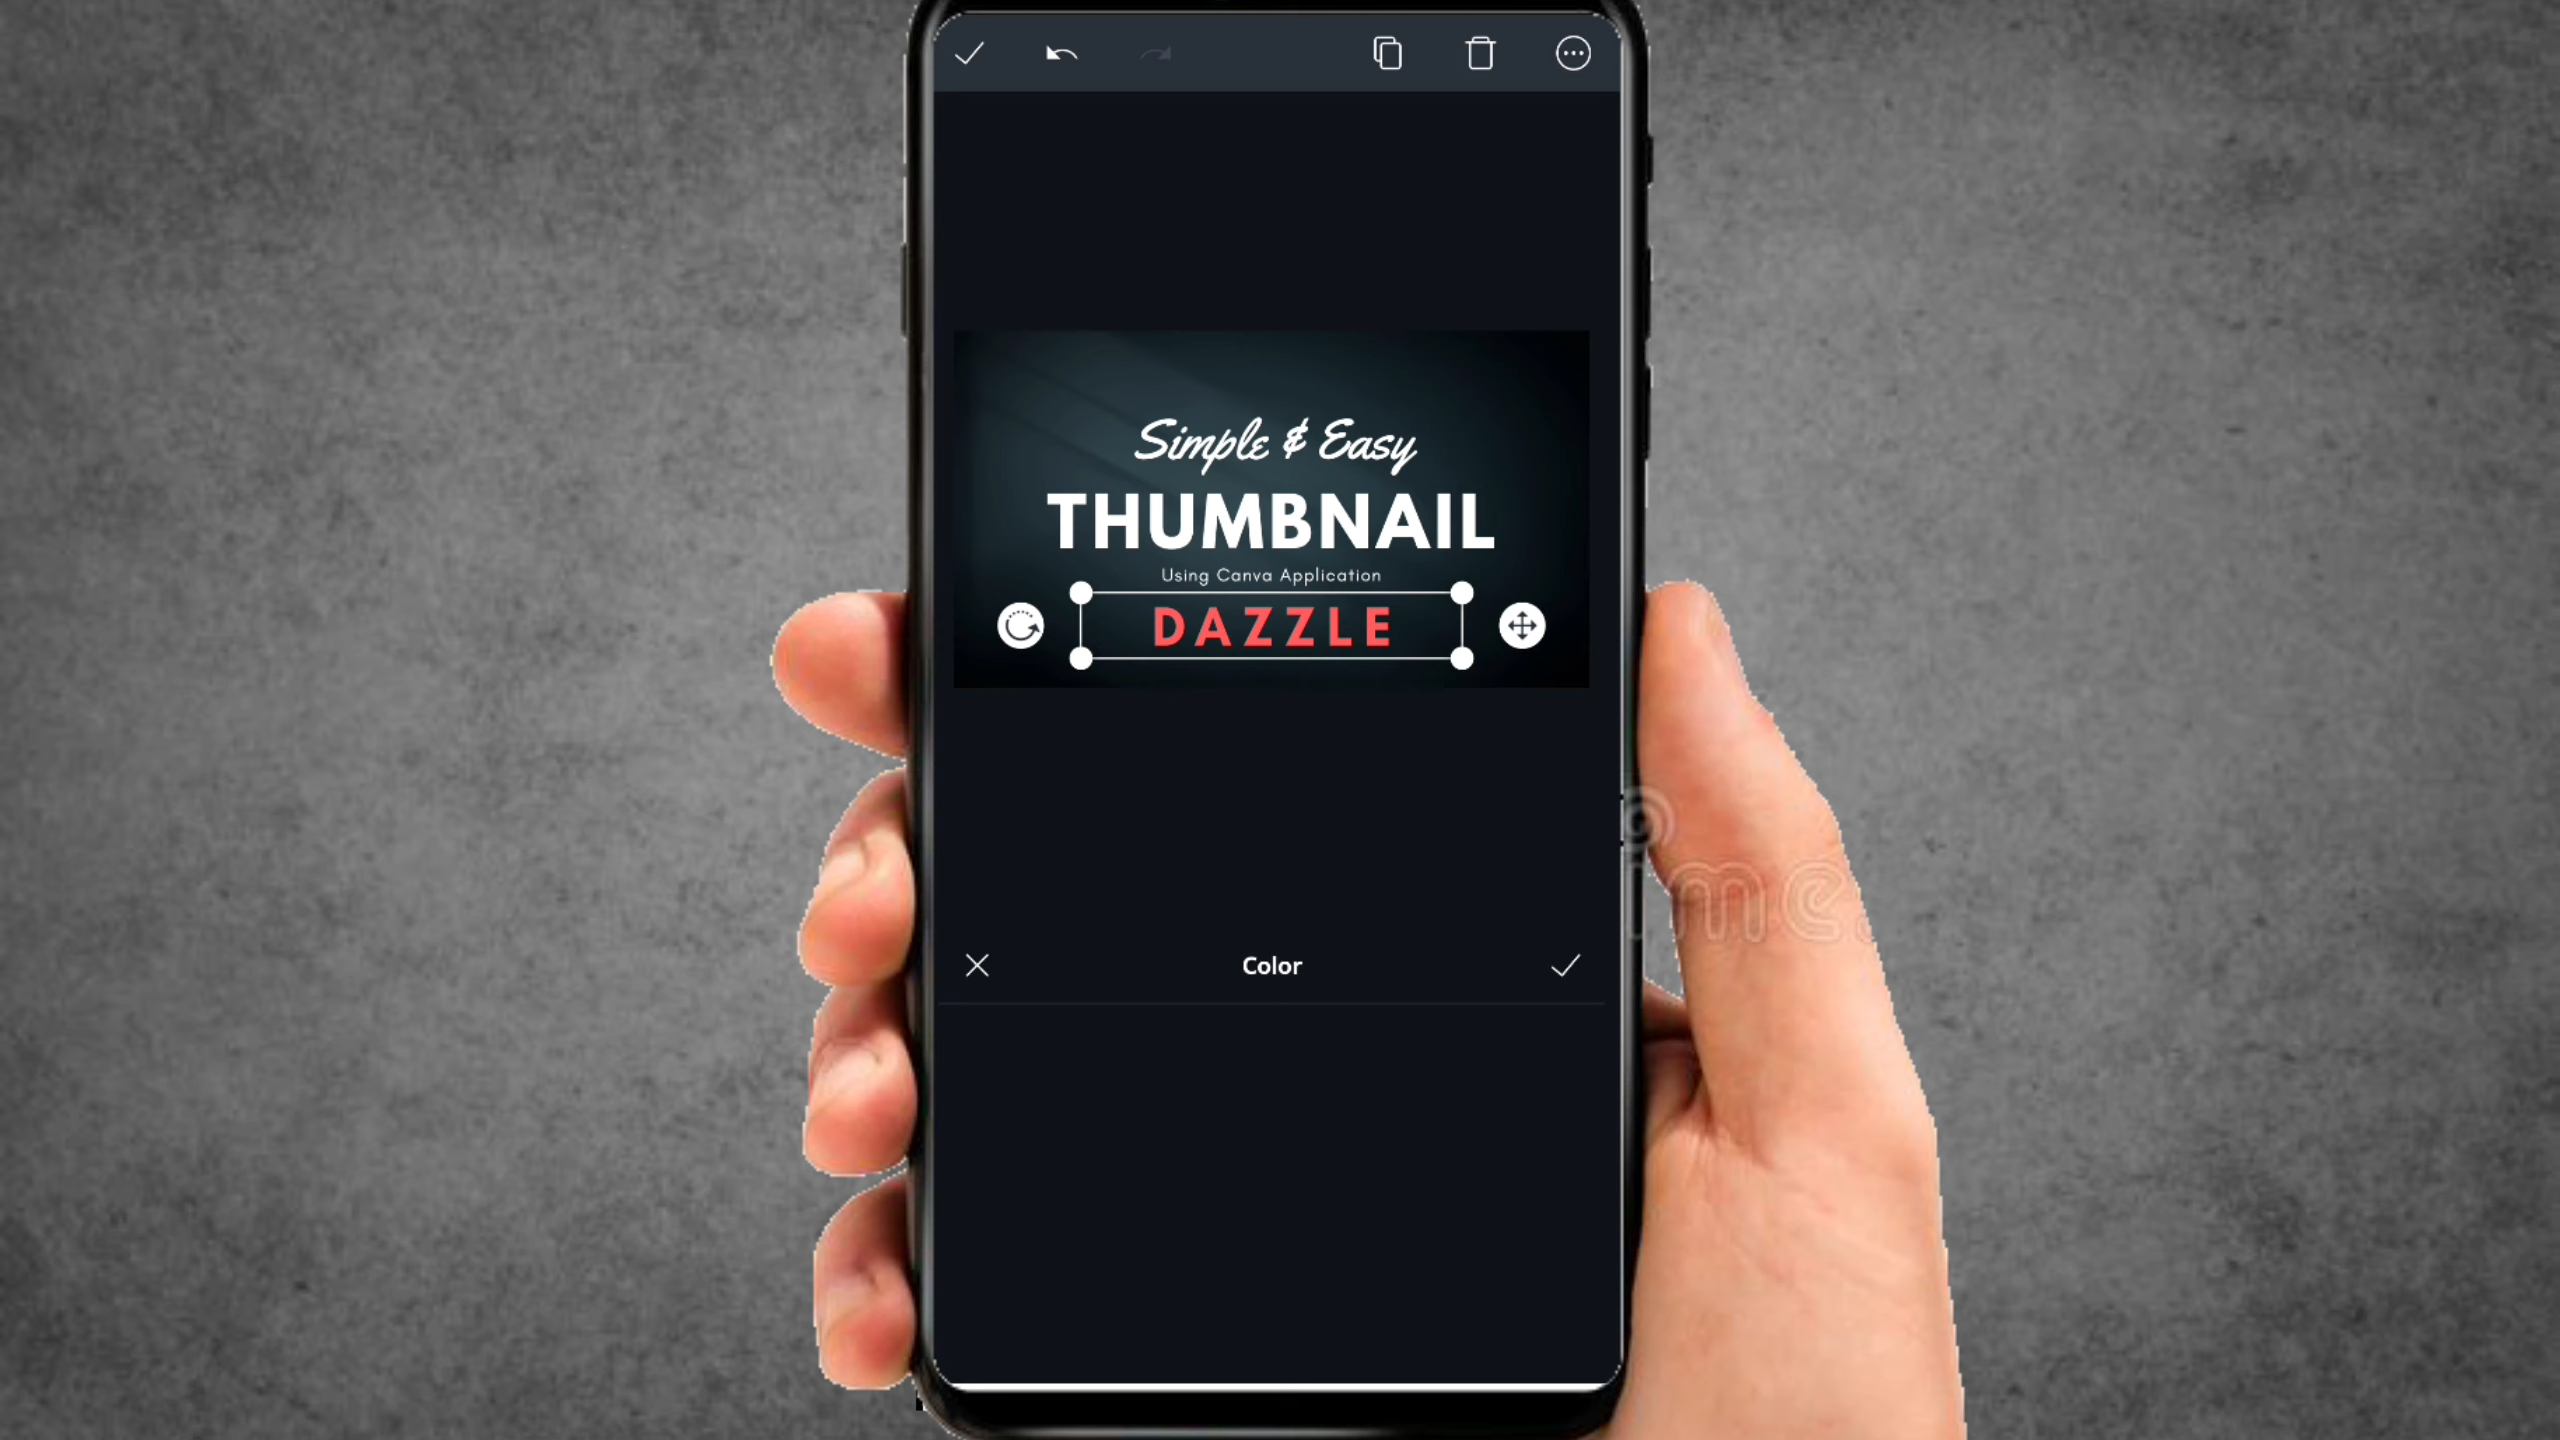 Simple & Easy
THUMBNAIL
Using Canva Application
DAZZLE
Color